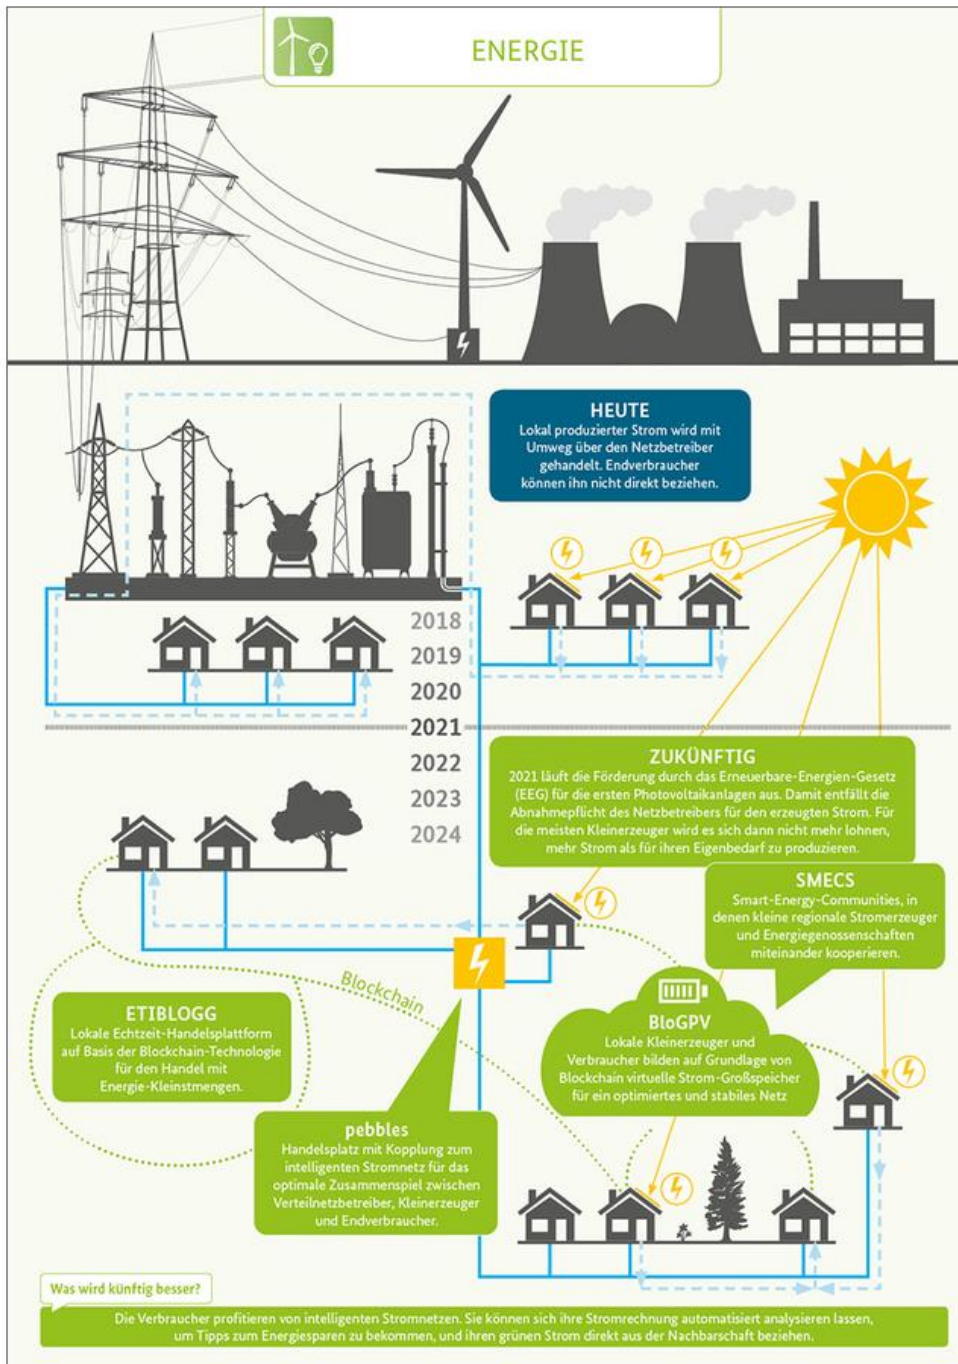 ENERGIE
HEUTE
Lokal produzierter Strom wird mit
Umweg über den Netzbetreiber
gehandelt. Endverbraucher
können ihn nicht direkt beziehen.
2018
2019
2020
2021
2022
2023
2024
ZUKÜNFTIG
2021 läuft die Förderung durch das Erneuerbare-Energien-Gesetz
(EEG) für die ersten Photovoltaikanlagen aus. Damit entfällt die
Abnahmepflicht des Netzbetreibers für den erzeugten Strom. Für
die meisten Kleinerzeuger wird es sich dann nicht mehr lohnen,
mehr Strom als für ihren Eigenbedarf zu produzieren.
SMECS
Smart-Energy-Communities, in
denen kleine regionale Stromerzeuger
und Energiegenossenschaften
miteinander kooperieren.
Blockchain
ETIBLOGG
Lokale Echtzeit-Handelsplattform
auf Basis der Blockchain-Technologie
für den Handel mit
Energie-Kleinstmengen.
BloGPV
Lokale Kleinerzeuger und
Verbraucher bilden auf Grundlage von
Blockchain virtuelle Strom-Großspeicher
für ein optimiertes und stabiles Netz
pebbles
Handelsplatz mit Kopplung zum
intelligenten Stromnetz für das
optimale Zusammenspiel zwischen
Verteilnetzbetreiber, Kleinerzeuger
und Endverbraucher.
Was wird künftig besser?
Die Verbraucher profitieren von intelligenten Stromnetzen. Sie können sich ihre Stromrechnung automatisiert analysieren lassen,
um Tipps zum Energiesparen zu bekommen, und ihren grünen Strom direkt aus der Nachbarschaft beziehen.